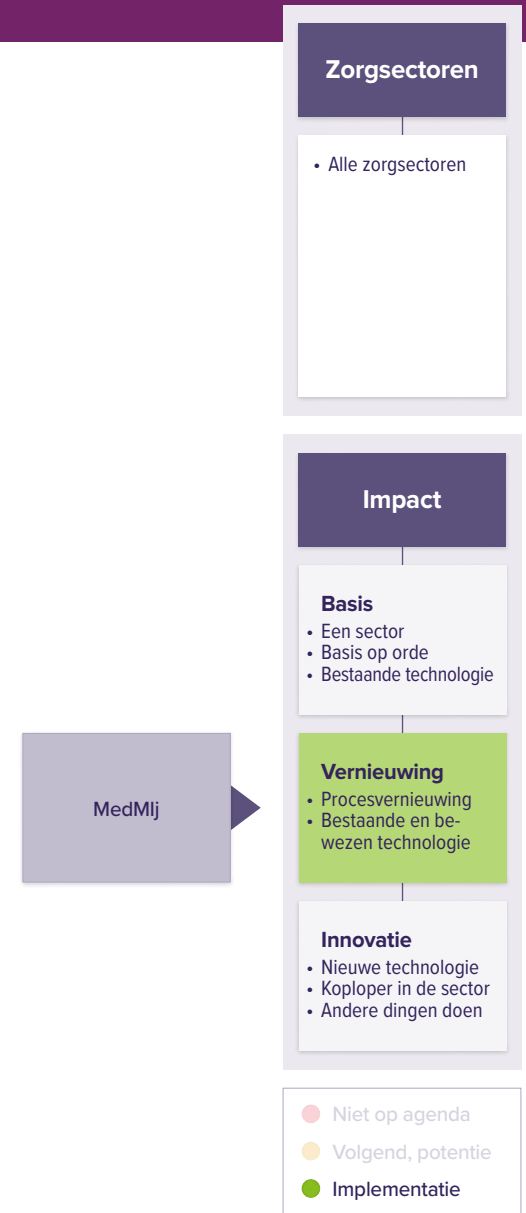 Zorgsectoren
• Alle zorgsectoren
Impact
Basis
• Een sector
• Basis op orde
• Bestaande technologie
MedMIj
Vernieuwing
• Procesvernieuwing
• Bestaande en be-
wezen technologie
Innovatie
• Nieuwe technologie
• Koploper in de sector
• Andere dingen doen
Niet op agenda
Volgend, potentie
Implementatie